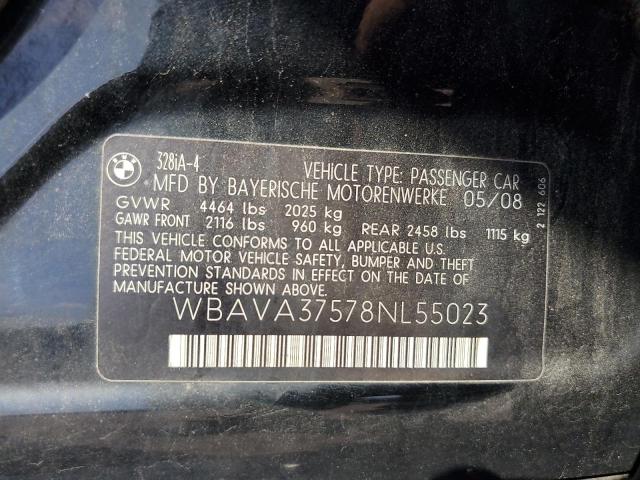 BMW
328iA-4
VEHICLE TYPE: PASSENGER CAR
MFD BY BAYERISCHE MOTORENWERKE 05/08
GVWR 4464 lbs 2025 kg
GAWR FRONT 2116 lbs 960 kg REAR 2458 lbs 1115 kg
THIS VEHICLE CONFORMS TO ALL APPLICABLE U.S.
FEDERAL MOTOR VEHICLE SAFETY, BUMPER AND THEFT
PREVENTION STANDARDS IN EFFECT ON THE DATE OF
MANUFACTURE SHOWN ABOVE.
WBAVA37578NL55023
2 122 606